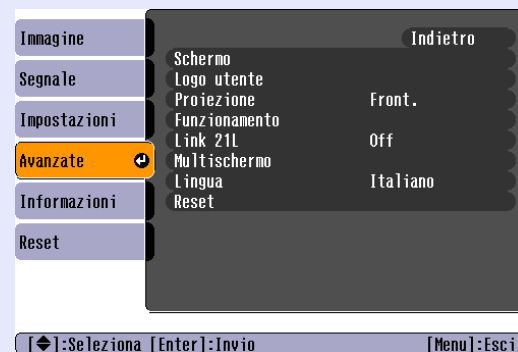 Immagine
Segnale
Impostazioni
Avanzate
Informazioni
Reset
Indietro
Schermo
Logo utente
Proiezione Front.
Funzionamento
Link 21L Off
Multischermo
Lingua Italiano
Reset
[◆]:Seleziona [Enter]:Invio [Menu]:Esci